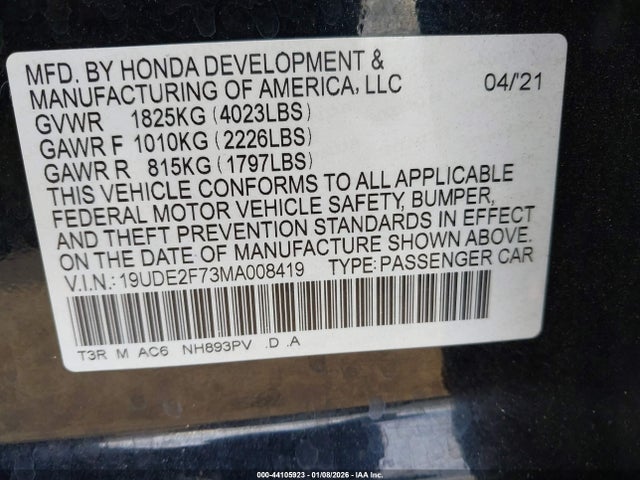 MFD. BY HONDA DEVELOPMENT &
MANUFACTURING OF AMERICA, LLC 04/'21
GVWR 1825KG (4023LBS)
GAWR F 1010KG (2226LBS)
GAWR R 815KG (1797LBS)
THIS VEHICLE CONFORMS TO ALL APPLICABLE
FEDERAL MOTOR VEHICLE SAFETY, BUMPER,
AND THEFT PREVENTION STANDARDS IN EFFECT
ON THE DATE OF MANUFACTURE SHOWN ABOVE.
V.I.N.: 19UDE2F73MA008419 TYPE: PASSENGER CAR
T3R M AC6 NH893PV .D .A
000-44105923 - 01/08/2026 - IAA Inc.